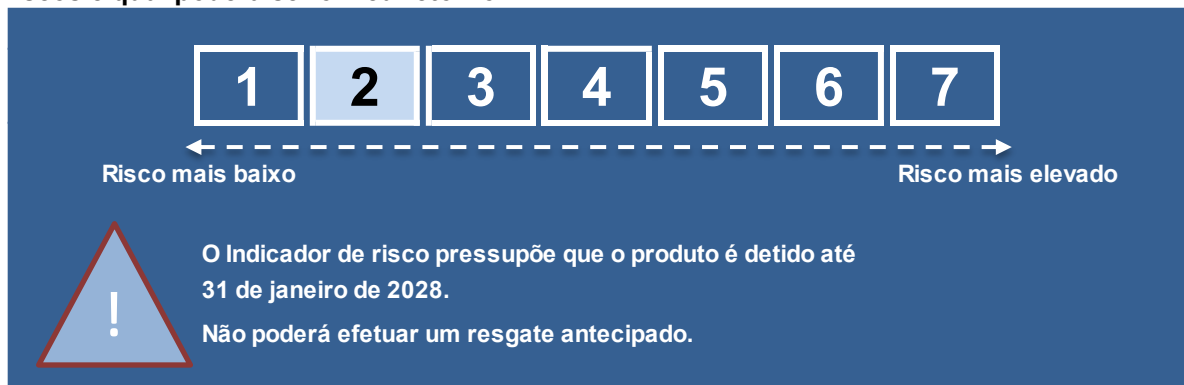 1 2 3 4 5 6 7
Risco mais baixo Risco mais elevado
O Indicador de risco pressupõe que o produto é detido até
31 de janeiro de 2028.
!
Não poderá efetuar um resgate antecipado.